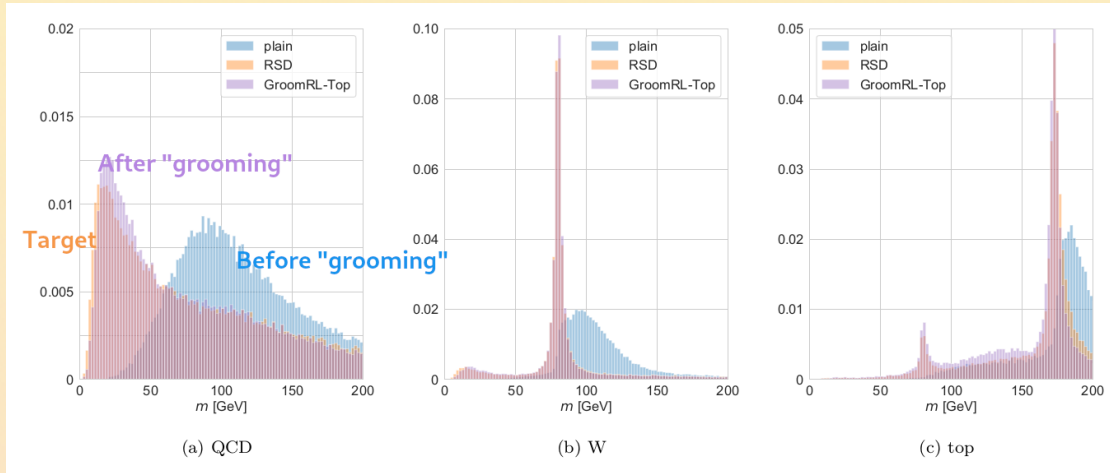 0.02
0.015
0.01
0.005
0
0
50
100
150
200
m [GeV]
plain
RSD
GroomRL-Top
After "grooming"
Target
Before "grooming"
(a) QCD
0.10
0.08
0.06
0.04
0.02
0
0
50
100
150
200
m [GeV]
plain
RSD
GroomRL-Top
(b) W
0.05
0.04
0.03
0.02
0.01
0
0
50
100
150
200
m [GeV]
plain
RSD
GroomRL-Top
(c) top